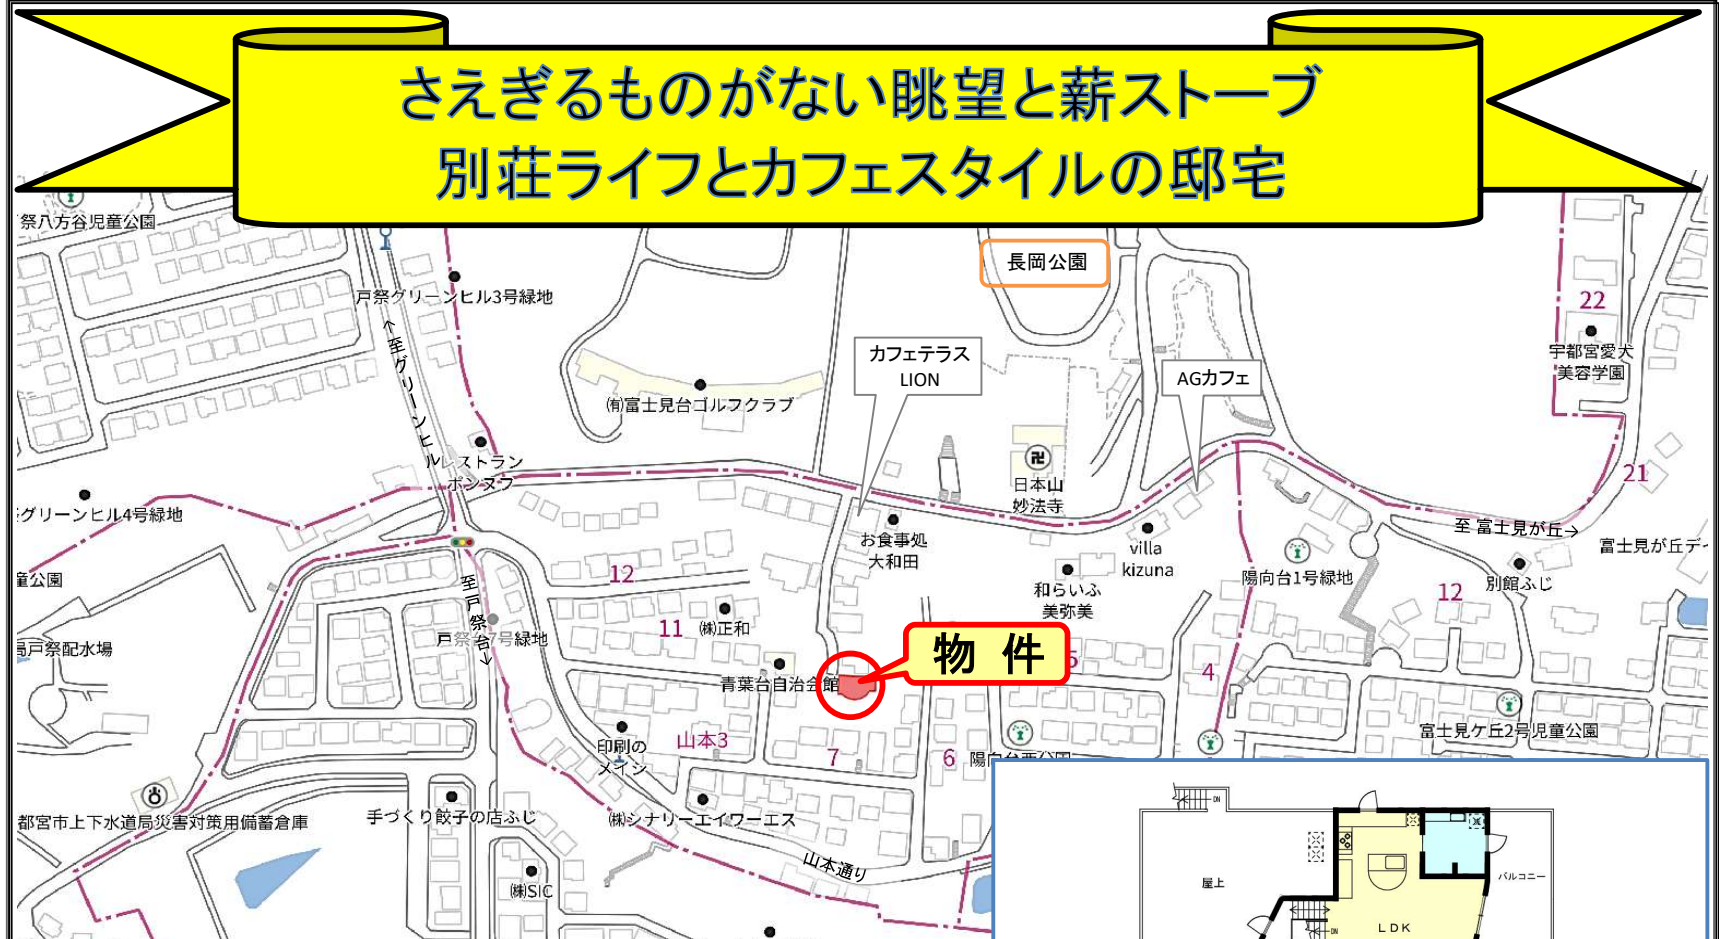 さえぎるものがない眺望と薪ストーブ
別荘ライフとカフェスタイルの邸宅
祭八方谷児童公園
戸祭グリーンヒル3号緑地
←至グリーンヒル
長岡公園
カフェテラス
LION
AGカフェ
22
宇都宮愛犬
美容学園
㈲富士見台ゴルフクラブ
レストラン
ポンヌフ
日本山
妙法寺
21
グリーンヒル4号緑地
お食事処
大和田
villa
kizuna
至 富士見が丘→
富士見が丘デ
童公園
12
和らいふ
美弥美
陽向台1号緑地
12
別館ふじ
至戸祭台→
戸祭 7号緑地
11
㈱正和
物 件
5
4
局戸祭配水場
青葉台自治会館
印刷の
メイン
山本3
7
6
陽向台西公園
富士見ケ丘2号児童公園
都宮市上下水道局災害対策用備蓄倉庫
手づくり餃子の店ふじ
㈱シナリーエイワーエス
山本通り
㈱SIC
DN
屋上
バルコニー
LDK
DN